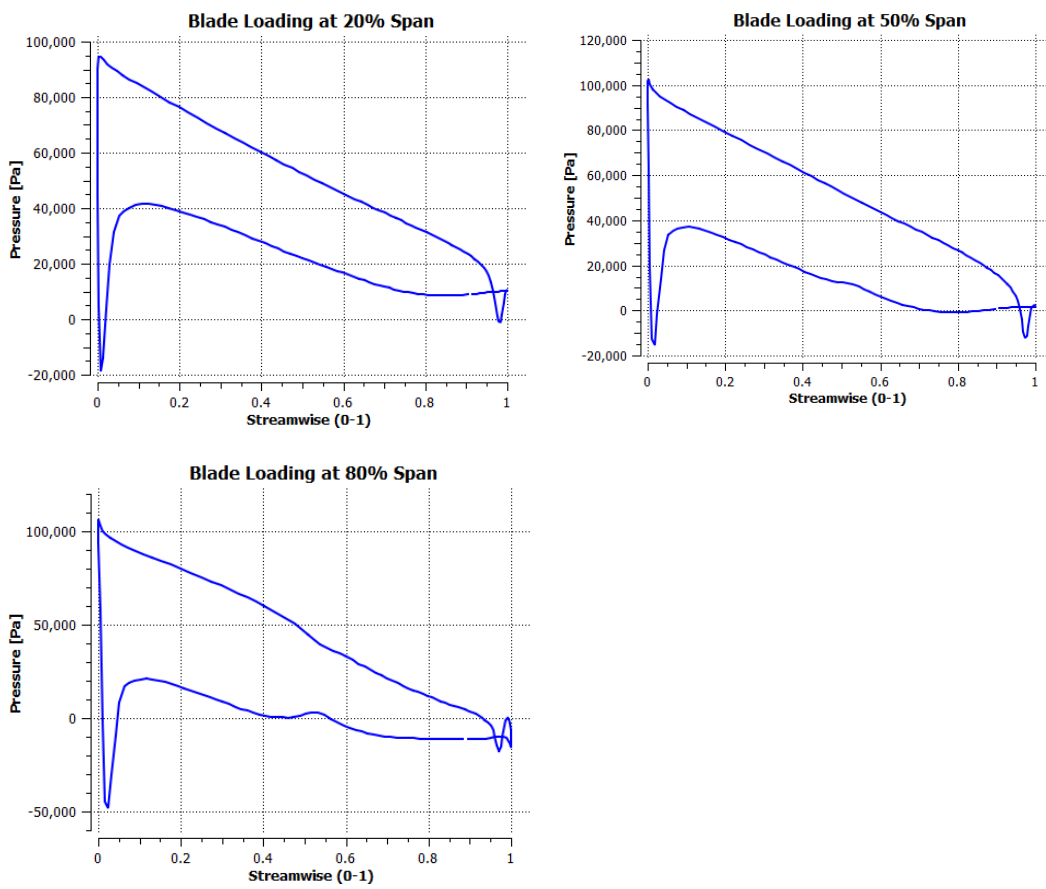 Blade Loading at 20% Span
100,000
80,000
60,000
40,000
20,000
0
-20,000
Pressure [Pa]
0 0.2 0.4 0.6 0.8 1
Streamwise (0-1)
Blade Loading at 50% Span
120,000
100,000
80,000
60,000
40,000
20,000
0
-20,000
Pressure [Pa]
0 0.2 0.4 0.6 0.8 1
Streamwise (0-1)
Blade Loading at 80% Span
100,000
50,000
0
-50,000
Pressure [Pa]
0 0.2 0.4 0.6 0.8 1
Streamwise (0-1)